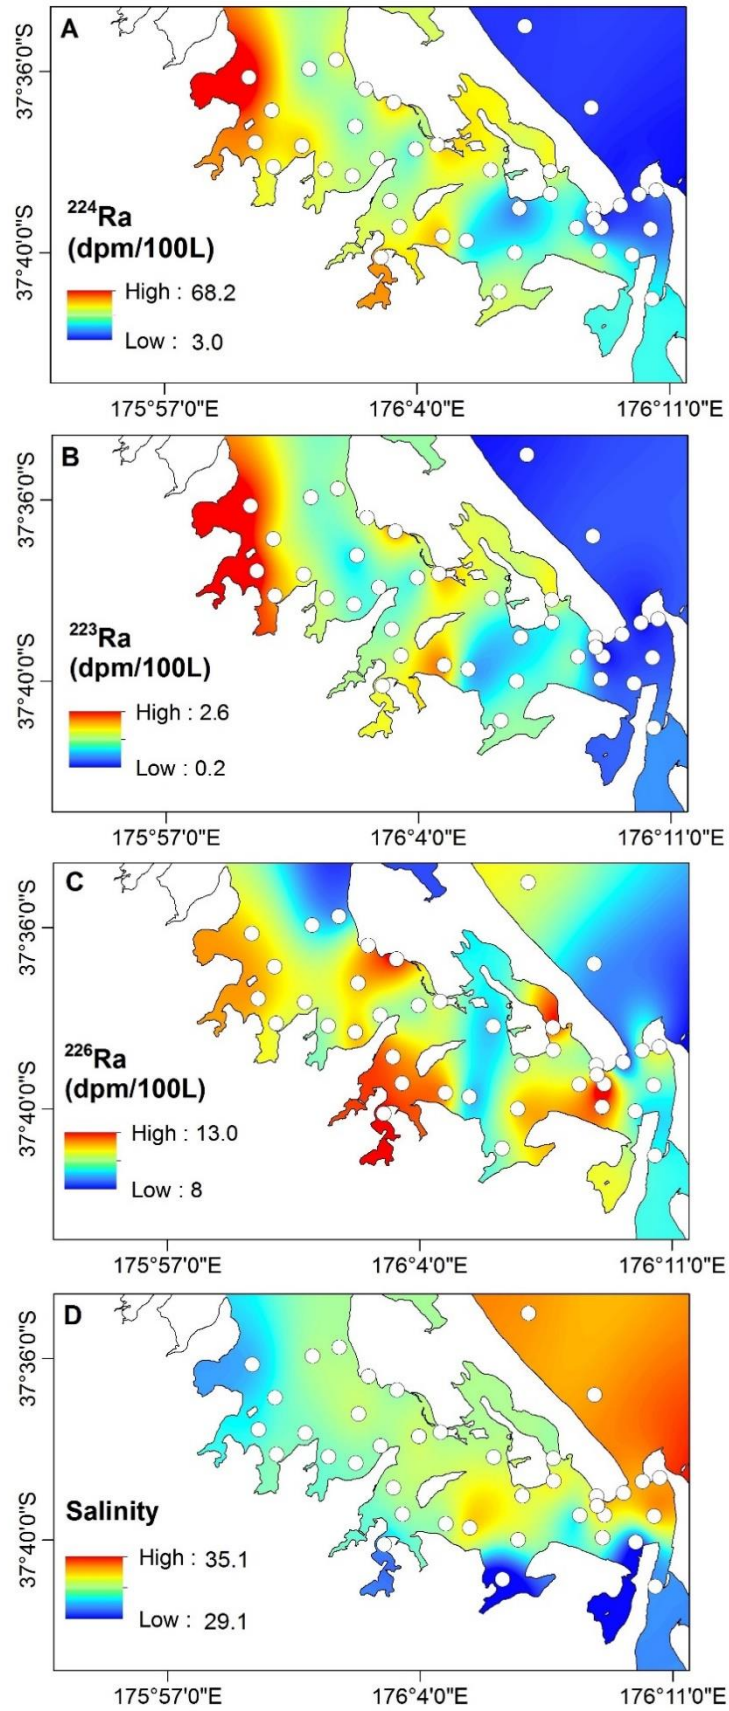 A
37°36'0"S
37°40'0"S
²²⁴Ra
(dpm/100L)
High : 68.2
Low : 3.0
175°57'0"E 176°4'0"E 176°11'0"E
B
37°36'0"S
37°40'0"S
²²³Ra
(dpm/100L)
High : 2.6
Low : 0.2
175°57'0"E 176°4'0"E 176°11'0"E
C
37°36'0"S
37°40'0"S
²²⁶Ra
(dpm/100L)
High : 13.0
Low : 8
175°57'0"E 176°4'0"E 176°11'0"E
D
37°36'0"S
37°40'0"S
Salinity
High : 35.1
Low : 29.1
175°57'0"E 176°4'0"E 176°11'0"E